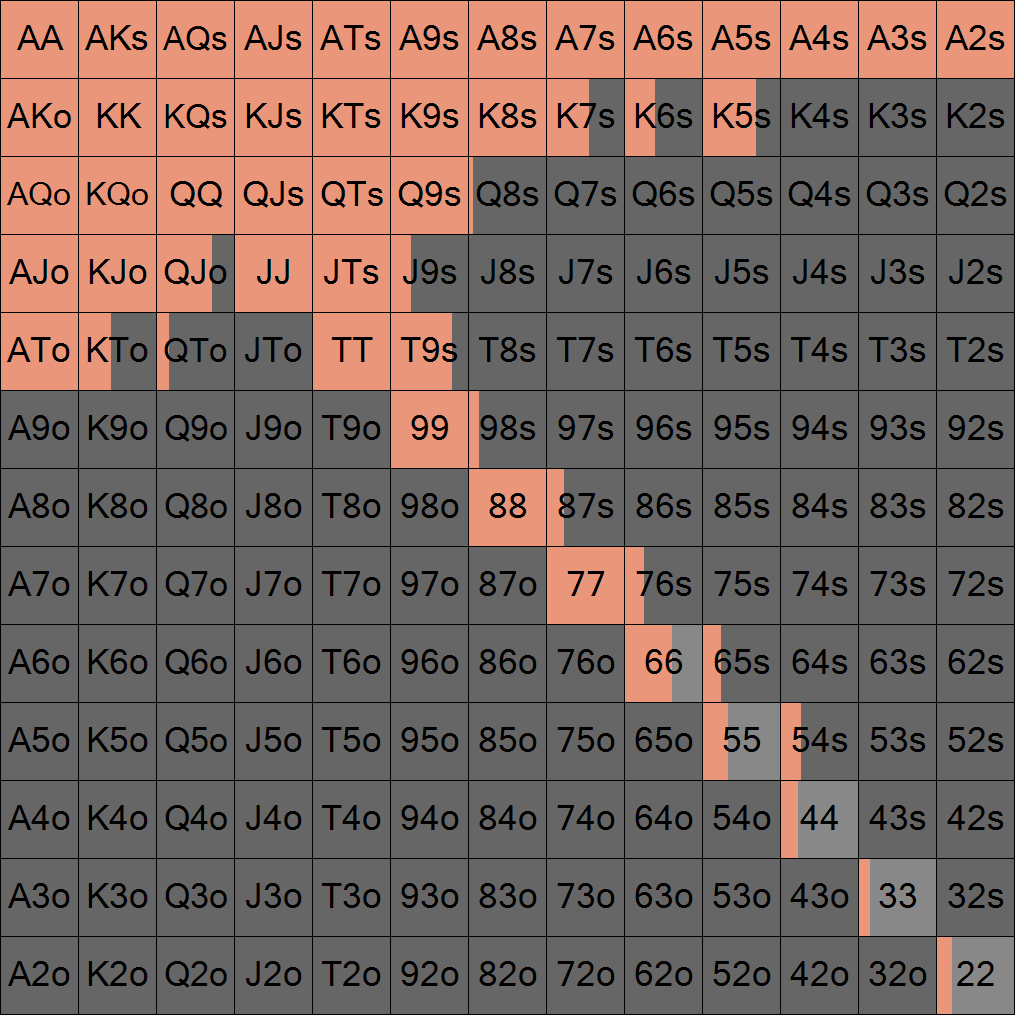 AA AKs AQs AJs ATs A9s A8s A7s A6s A5s A4s A3s A2s
AKo KK KQs KJs KTs K9s K8s K7s K6s K5s K4s K3s K2s
AQo KQo QQ QJs QTs Q9s Q8s Q7s Q6s Q5s Q4s Q3s Q2s
AJo KJo QJo JJ JTs J9s J8s J7s J6s J5s J4s J3s J2s
ATo KTo QTo JTo TT T9s T8s T7s T6s T5s T4s T3s T2s
A9o K9o Q9o J9o T9o 99 98s 97s 96s 95s 94s 93s 92s
A8o K8o Q8o J8o T8o 98o 88 87s 86s 85s 84s 83s 82s
A7o K7o Q7o J7o T7o 97o 87o 77 76s 75s 74s 73s 72s
A6o K6o Q6o J6o T6o 96o 86o 76o 66 65s 64s 63s 62s
A5o K5o Q5o J5o T5o 95o 85o 75o 65o 55 54s 53s 52s
A4o K4o Q4o J4o T4o 94o 84o 74o 64o 54o 44 43s 42s
A3o K3o Q3o J3o T3o 93o 83o 73o 63o 53o 43o 33 32s
A2o K2o Q2o J2o T2o 92o 82o 72o 62o 52o 42o 32o 22